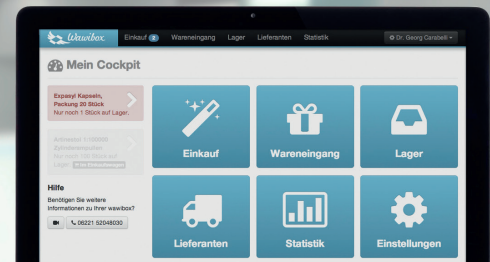 Wawibox Einkauf 2 Wareneingang Lager Lieferanten Statistik Dr. Georg Carabelli
Mein Cockpit
Expasyl Kapseln,
Packung 20 Stück
Nur noch 1 Stück auf Lager.
Einkauf
Wareneingang
Lager
Hilfe
Benötigen Sie weitere
Informationen zu Ihrer wawibox?
06221 52048030
Lieferanten
Statistik
Einstellungen